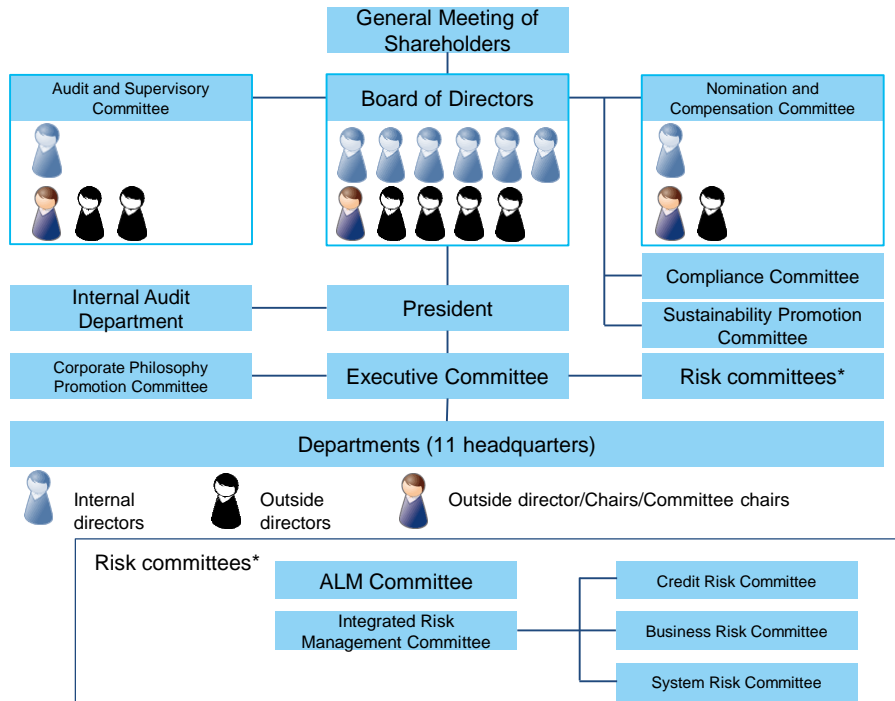 General Meeting of
Shareholders
Audit and Supervisory
Committee
Board of Directors
Nomination and
Compensation Committee
Compliance Committee
Internal Audit
Department
President
Sustainability Promotion
Committee
Corporate Philosophy
Promotion Committee
Executive Committee
Risk committees*
Departments (11 headquarters)
Internal
directors
Outside
directors
Outside director/Chairs/Committee chairs
Risk committees*
ALM Committee
Credit Risk Committee
Integrated Risk
Management Committee
Business Risk Committee
System Risk Committee